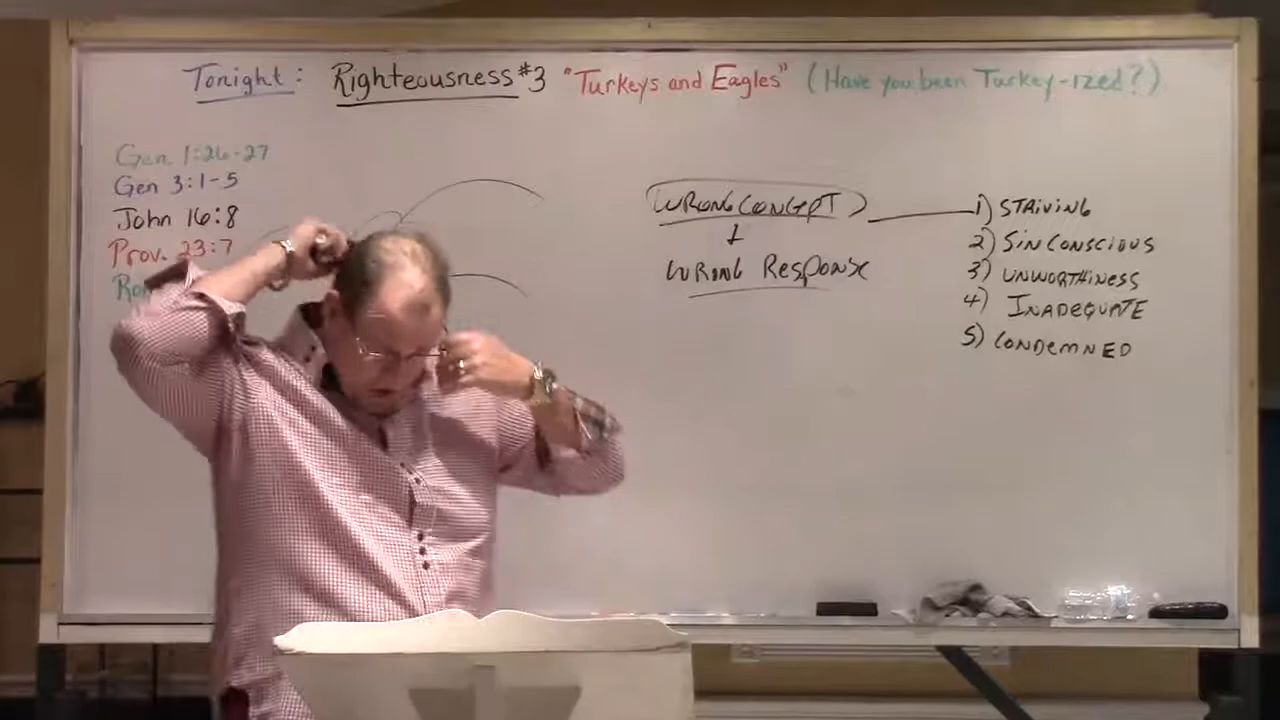 Tonight: Righteousness #3 "Turkeys and Eagles" (Have you been Turkey-ized?)
Gen 1:26-27
Gen 3:1-5
John 16:8
Prov. 23:7
WRONG CONCEPT
WRONG Response
1) STRIVING
2) SIN CONSCIOUS
3) UNWORTHINESS
4) INADEQUATE
5) CONDEMNED